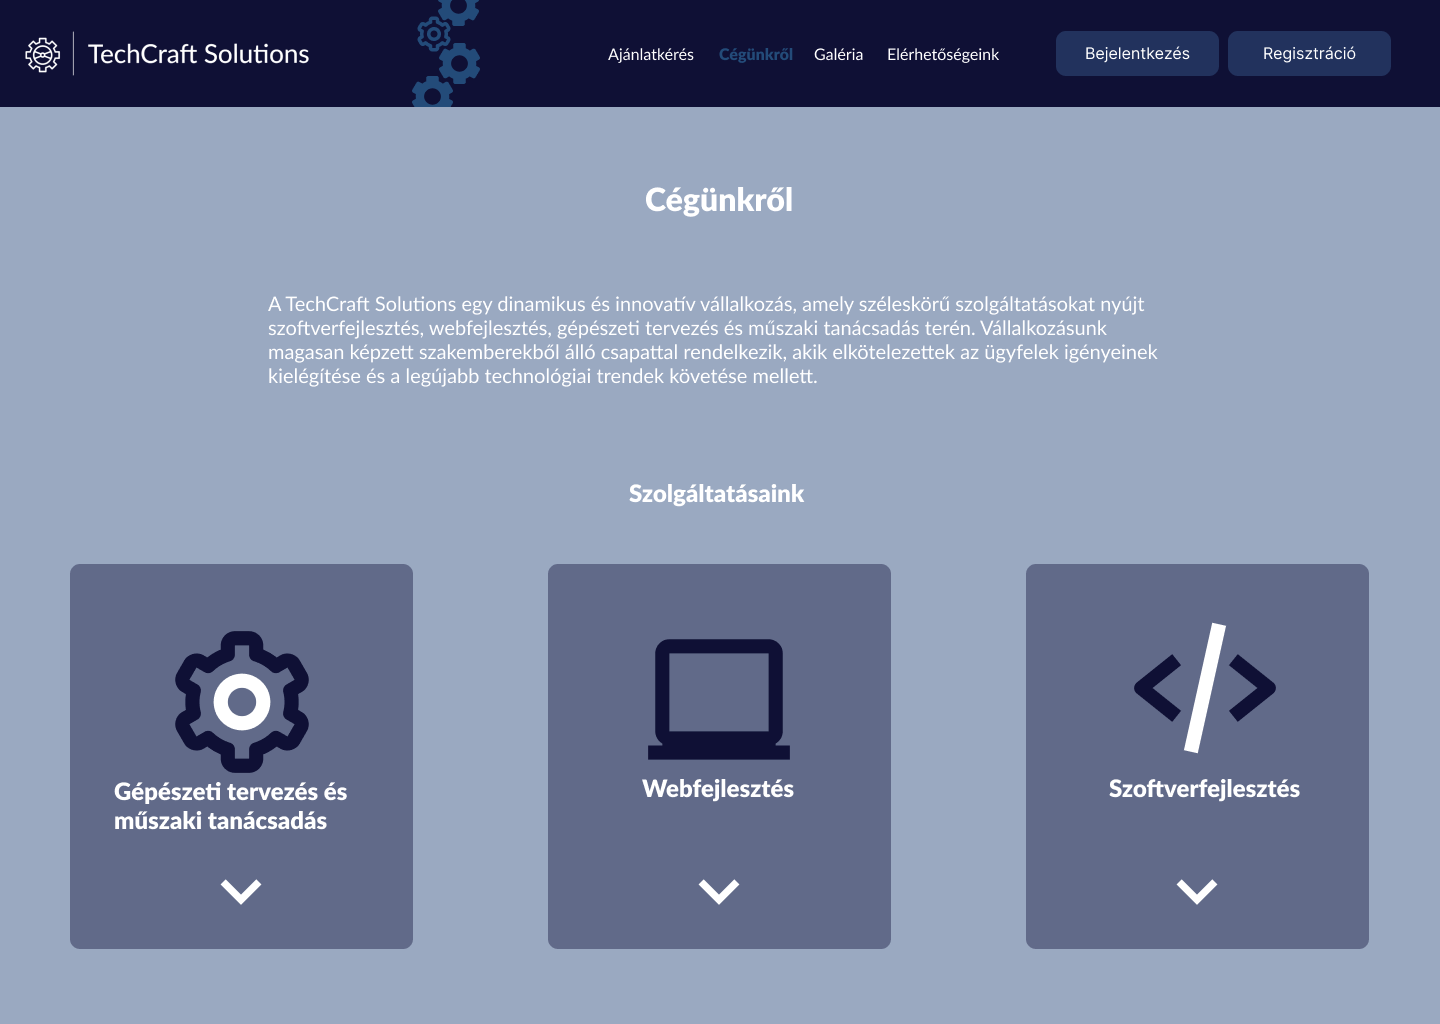 TechCraft Solutions
Ajánlatkérés
Cégünkről
Galéria
Elérhetőségeink
Bejelentkezés
Regisztráció
Cégünkről
A TechCraft Solutions egy dinamikus és innovatív vállalkozás, amely széleskörű szolgáltatásokat nyújt
szoftverfejlesztés, webfejlesztés, gépészeti tervezés és műszaki tanácsadás terén. Vállalkozásunk
magasan képzett szakemberekből álló csapattal rendelkezik, akik elkötelezettek az ügyfelek igényeinek
kielégítése és a legújabb technológiai trendek követése mellett.
Szolgáltatásaink
Gépészeti tervezés és
műszaki tanácsadás
Webfejlesztés
Szoftverfejlesztés